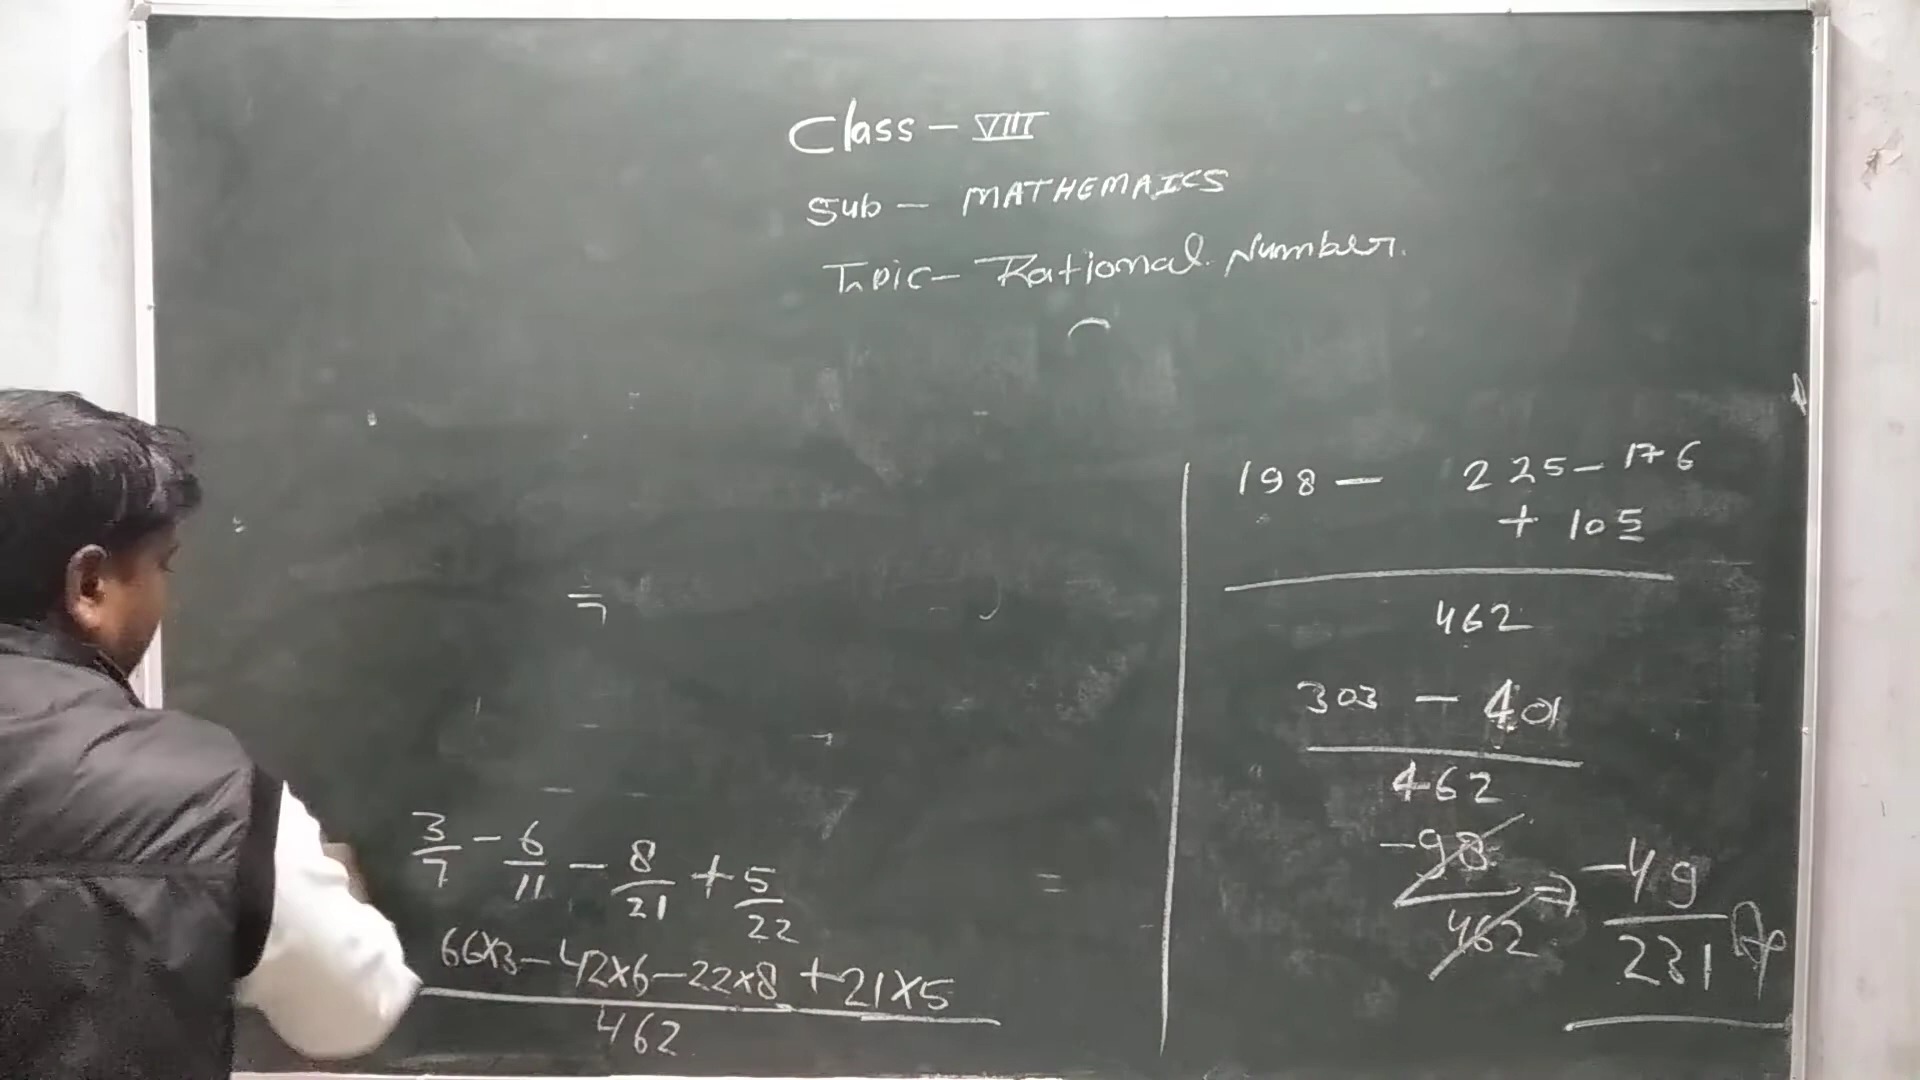 Class – VIII
Sub – MATHEMAICS
Topic – Rational Number.
3/7 - 6/11 - 8/21 + 5/22 =
66×3 - 42×6 - 22×8 + 21×5
462
198 — 225 - 176
+ 105
462
303 — 401
462
-98/462 ⇒ -49/231